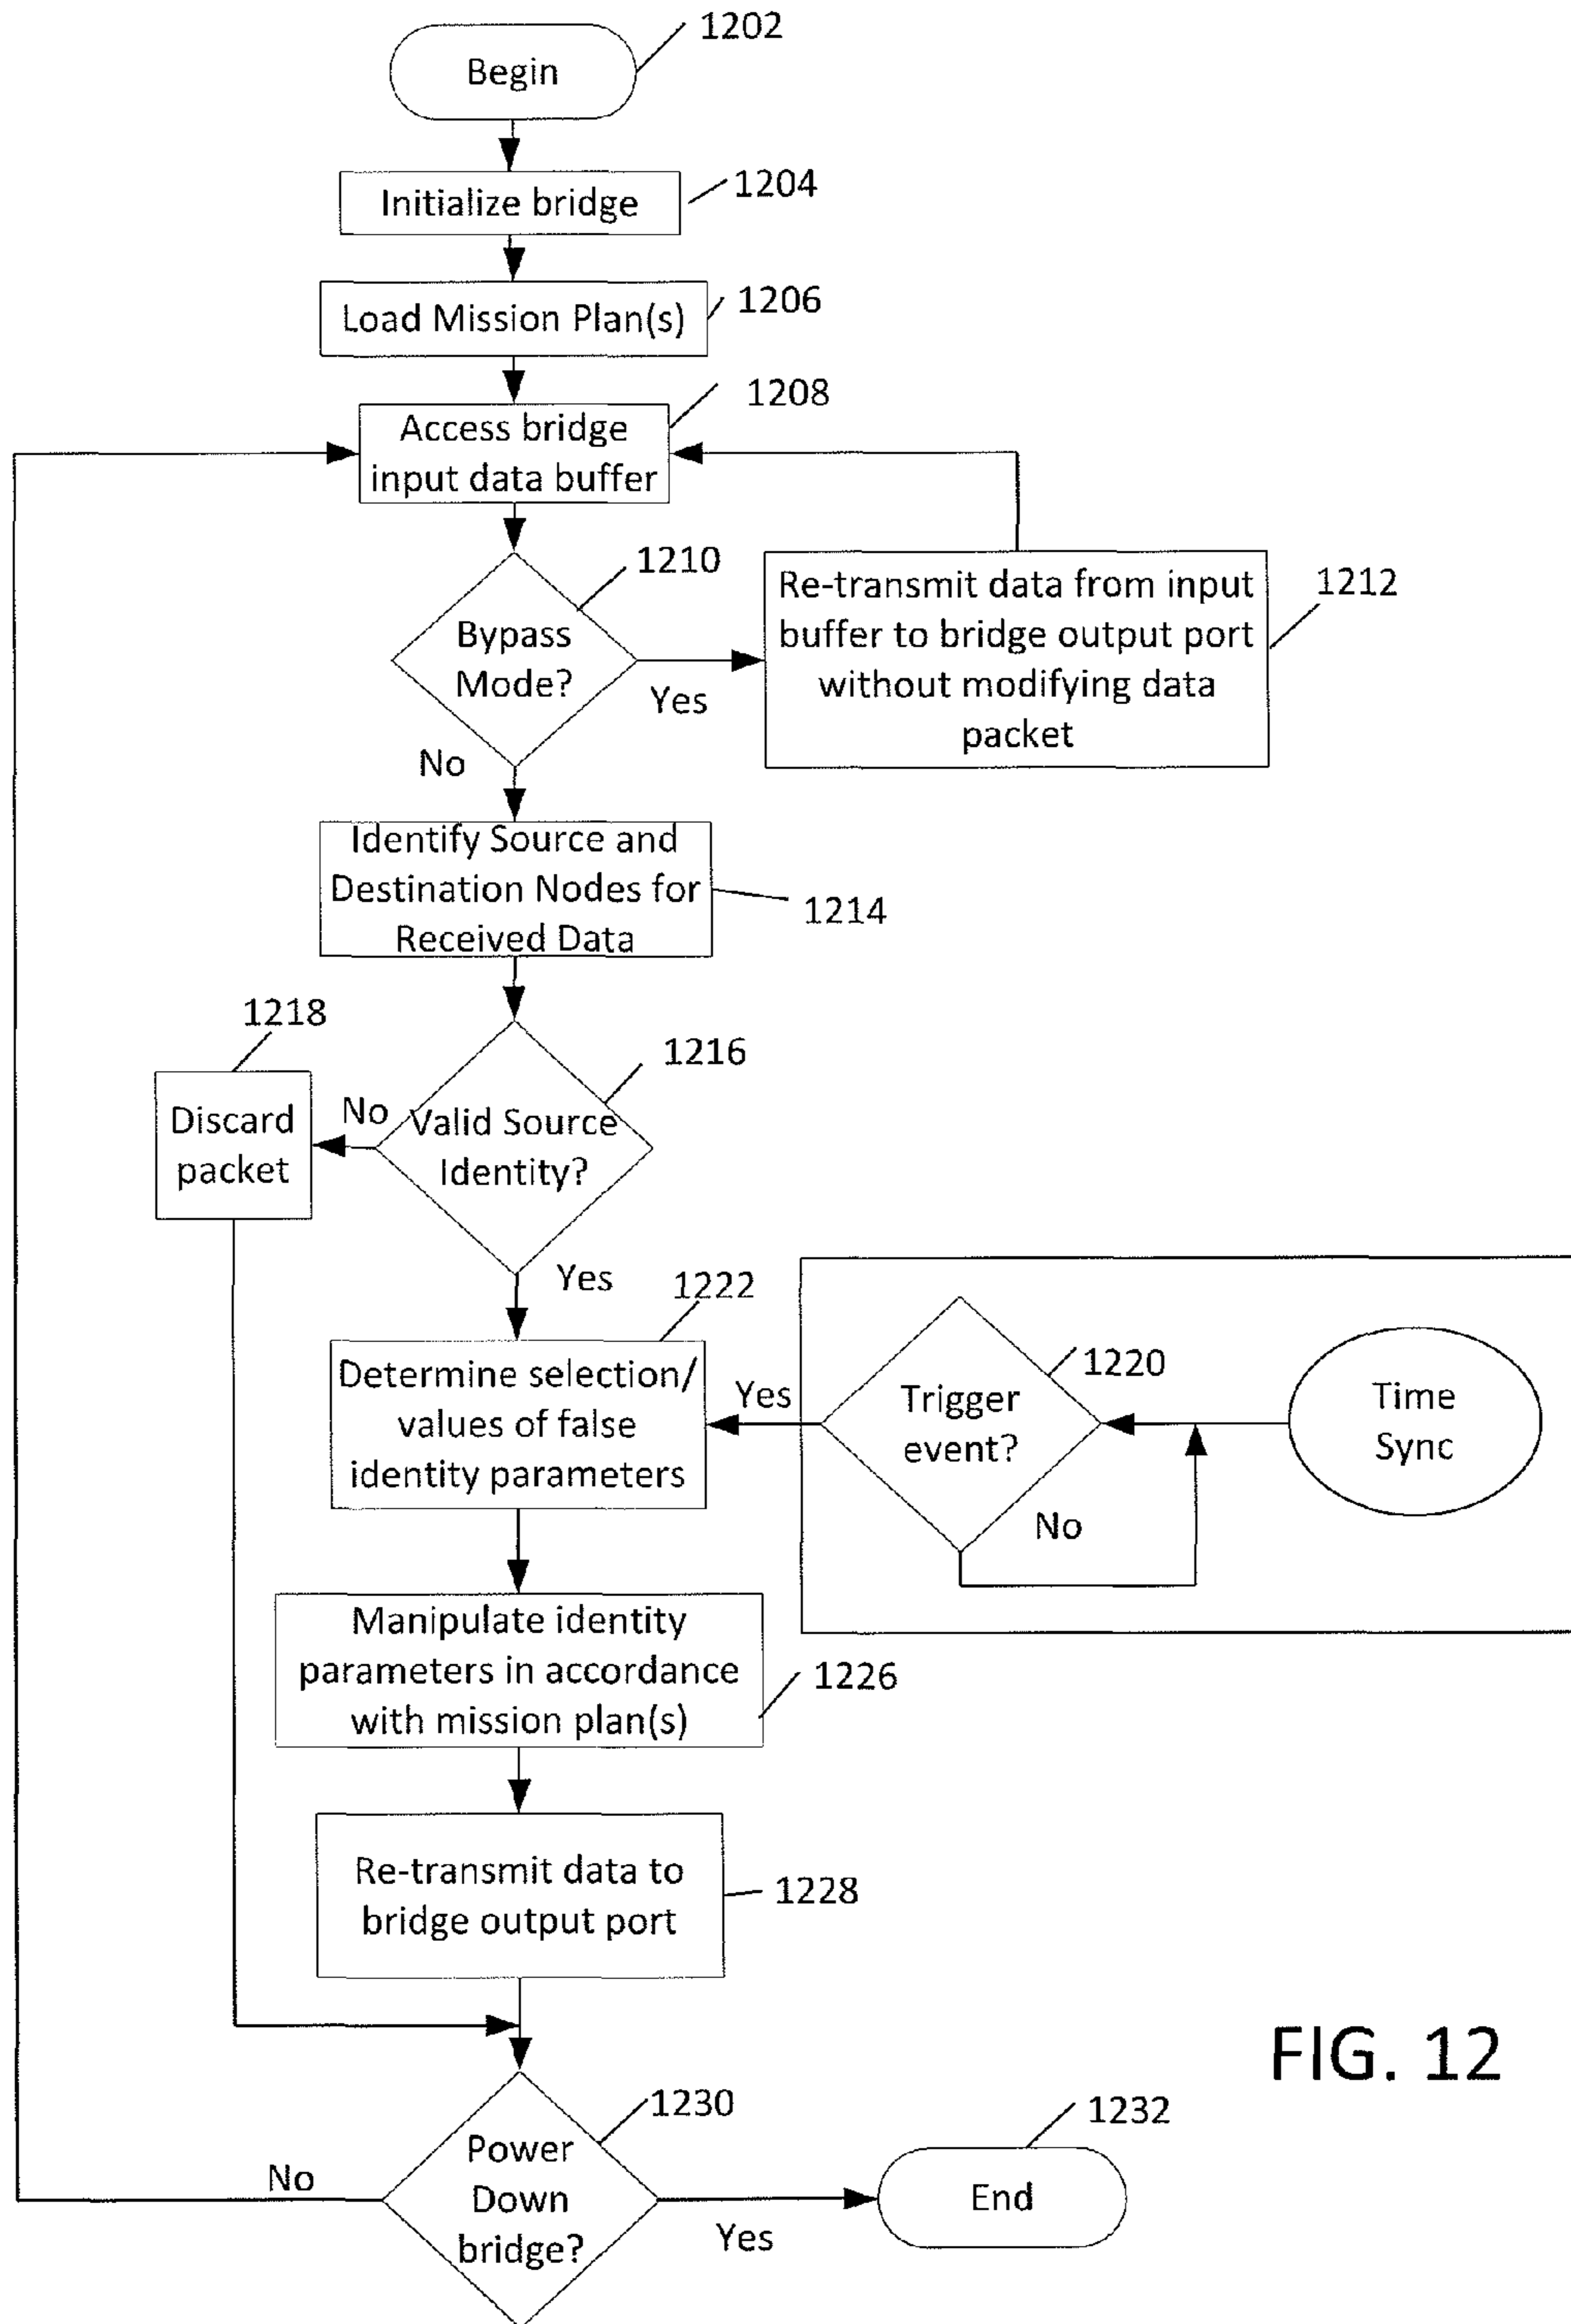 1202
Begin
1204
Initialize bridge
1206
Load Mission Plan(s)
1208
Access bridge
input data buffer
1210
Bypass
Mode?
Yes
No
1212
Re-transmit data from input
buffer to bridge output port
without modifying data
packet
Identify Source and
Destination Nodes for
Received Data
1214
1218
Discard
packet
No
1216
Valid Source
Identity?
Yes
1222
Determine selection/
values of false
identity parameters
Yes
1220
Trigger
event?
No
Time
Sync
Manipulate identity
parameters in accordance
with mission plan(s)
1226
Re-transmit data to
bridge output port
1228
1230
Power
Down
bridge?
No
Yes
1232
End
FIG. 12